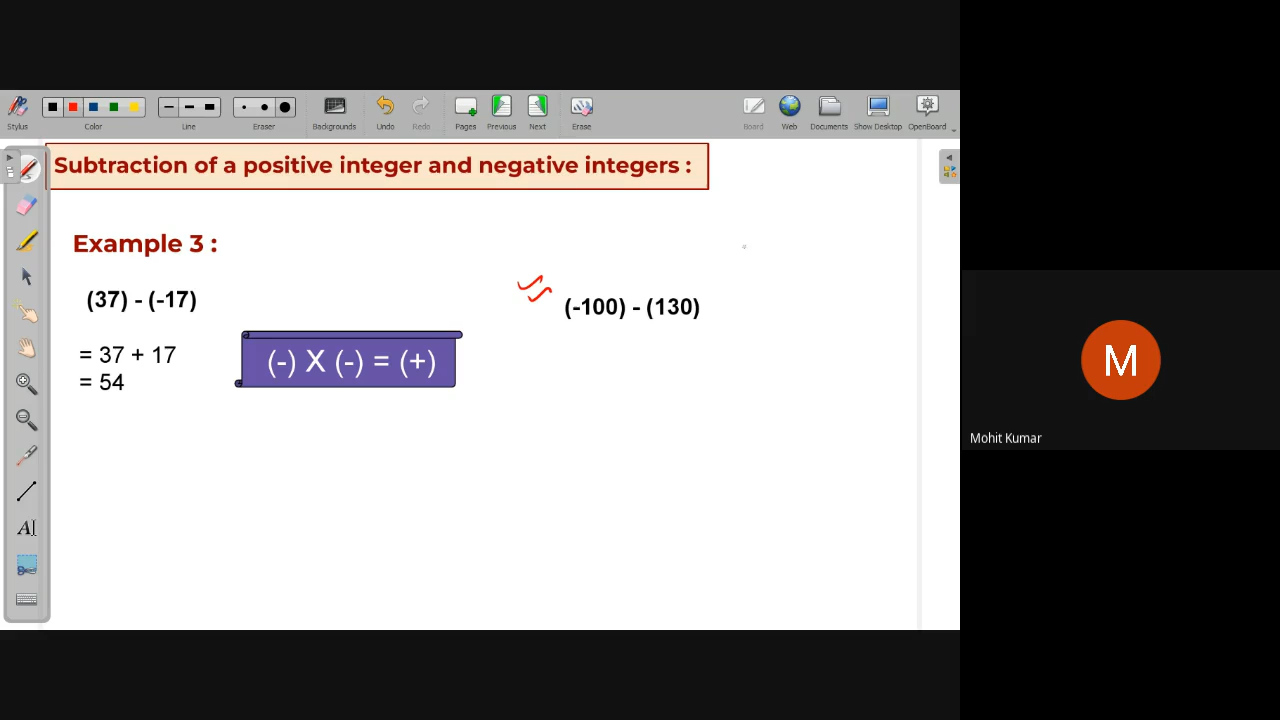 Stylus
Color
Line
Eraser
Backgrounds
Undo
Redo
Pages
Previous
Next
Erase
Board
Web
Documents
Show Desktop
OpenBoard
Subtraction of a positive integer and negative integers :
Example 3 :
(37) - (-17)
= 37 + 17
= 54
(-) X (-) = (+)
(-100) - (130)
M
Mohit Kumar